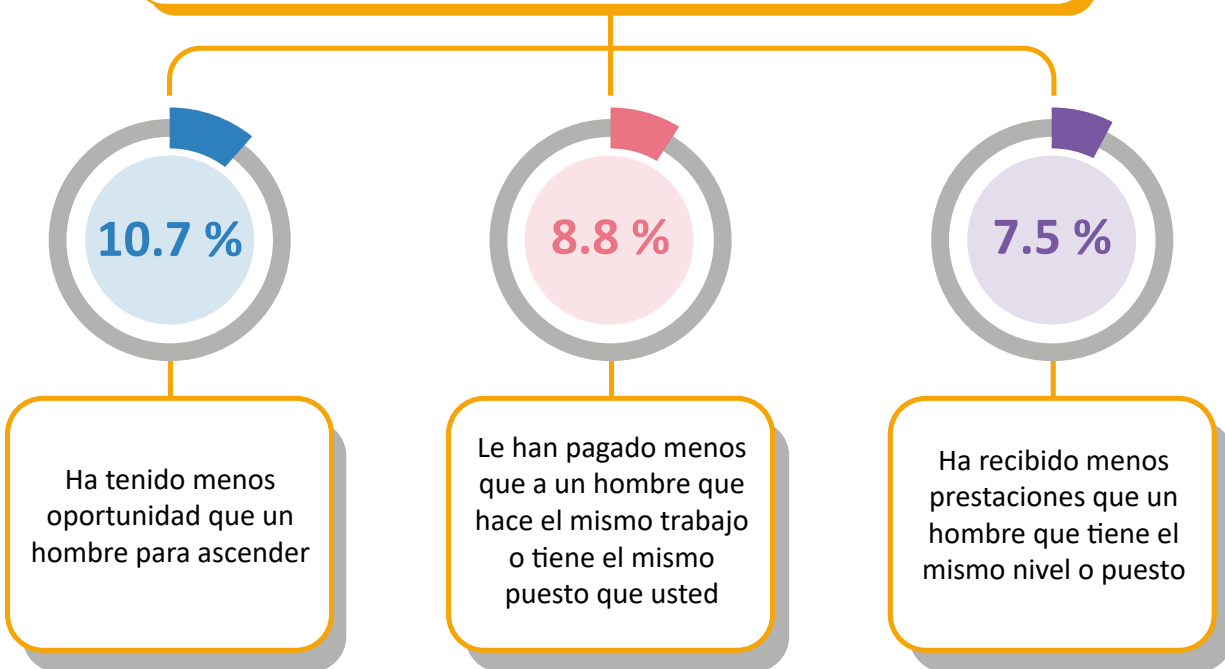 10.7 %
8.8 %
7.5 %
Ha tenido menos
oportunidad que un
hombre para ascender
Le han pagado menos
que a un hombre que
hace el mismo trabajo
o tiene el mismo
puesto que usted
Ha recibido menos
prestaciones que un
hombre que tiene el
mismo nivel o puesto